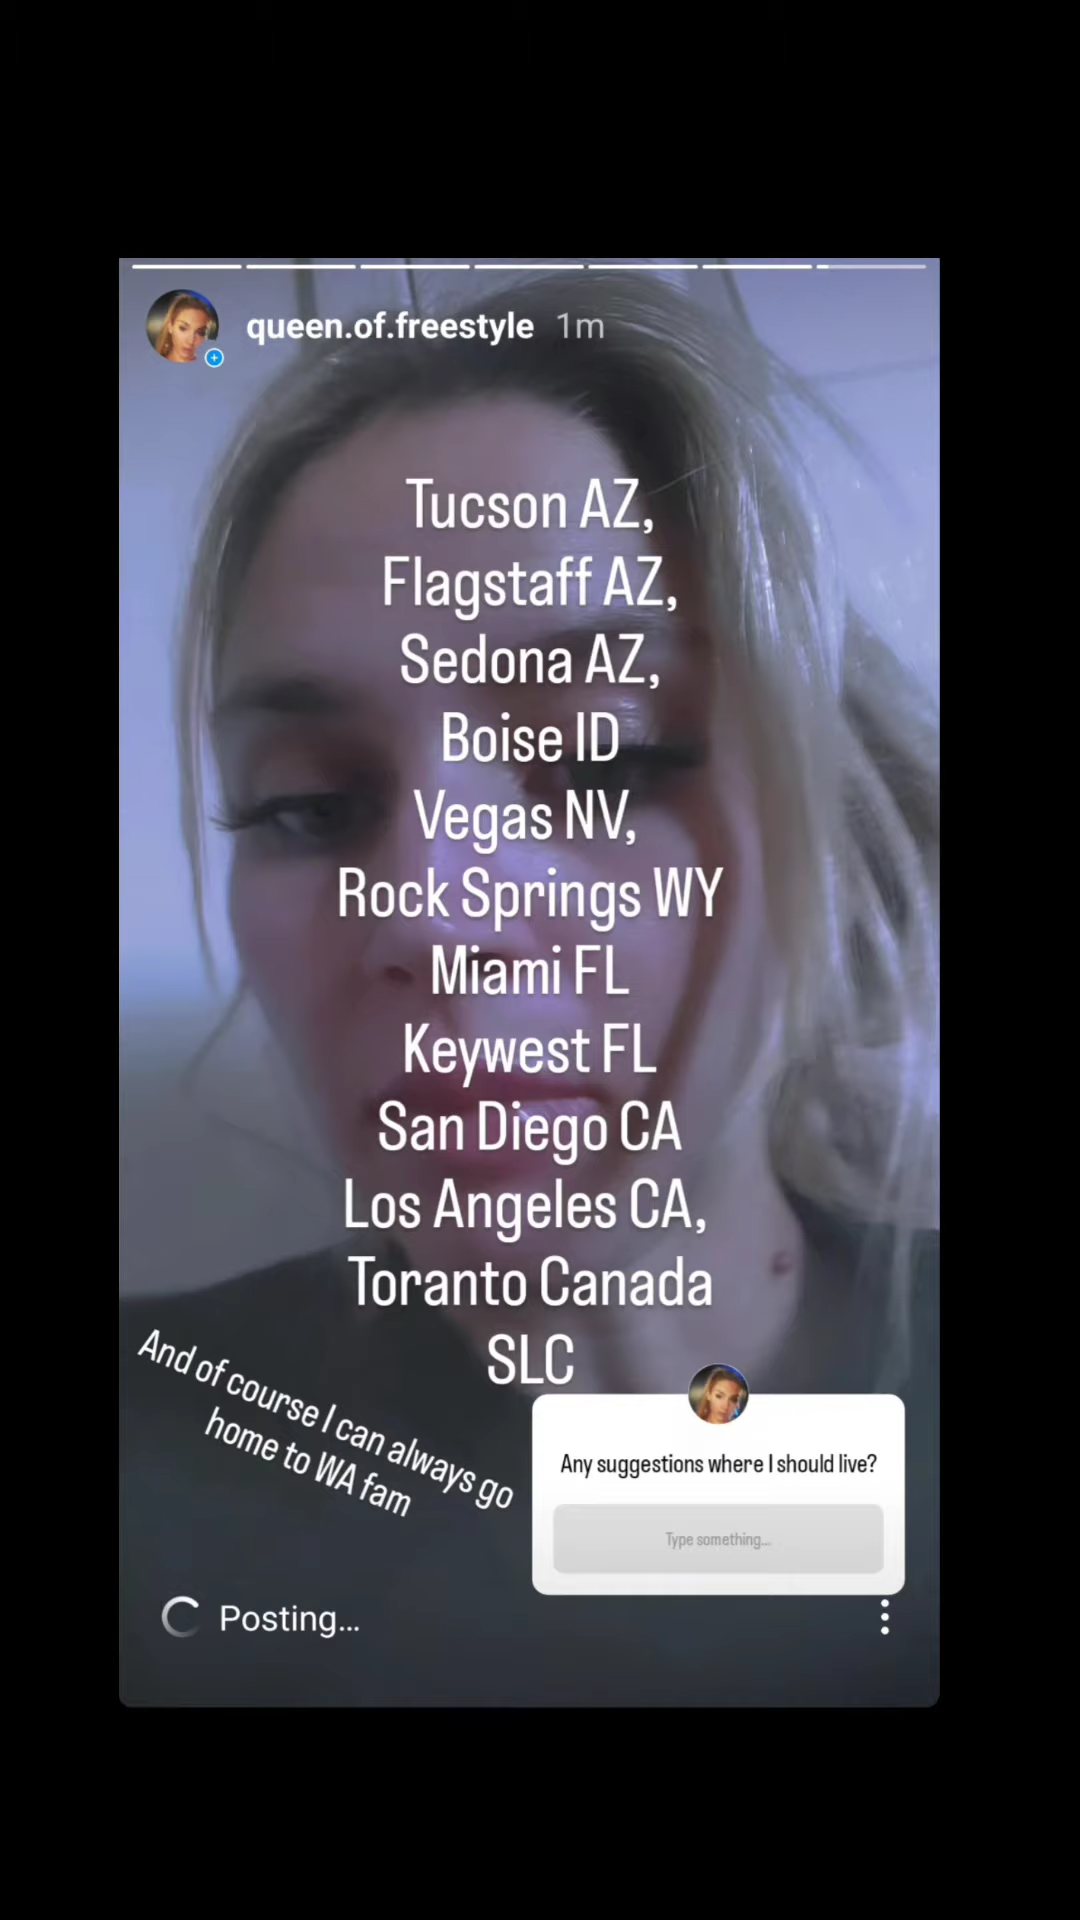 queen.of.freestyle 1m
Tucson AZ,
Flagstaff AZ,
Sedona AZ,
Boise ID
Vegas NV,
Rock Springs WY
Miami FL
Keywest FL
San Diego CA
Los Angeles CA,
Toranto Canada
SLC
And of course I can always go
home to WA fam
Any suggestions where I should live?
Type something...
Posting...